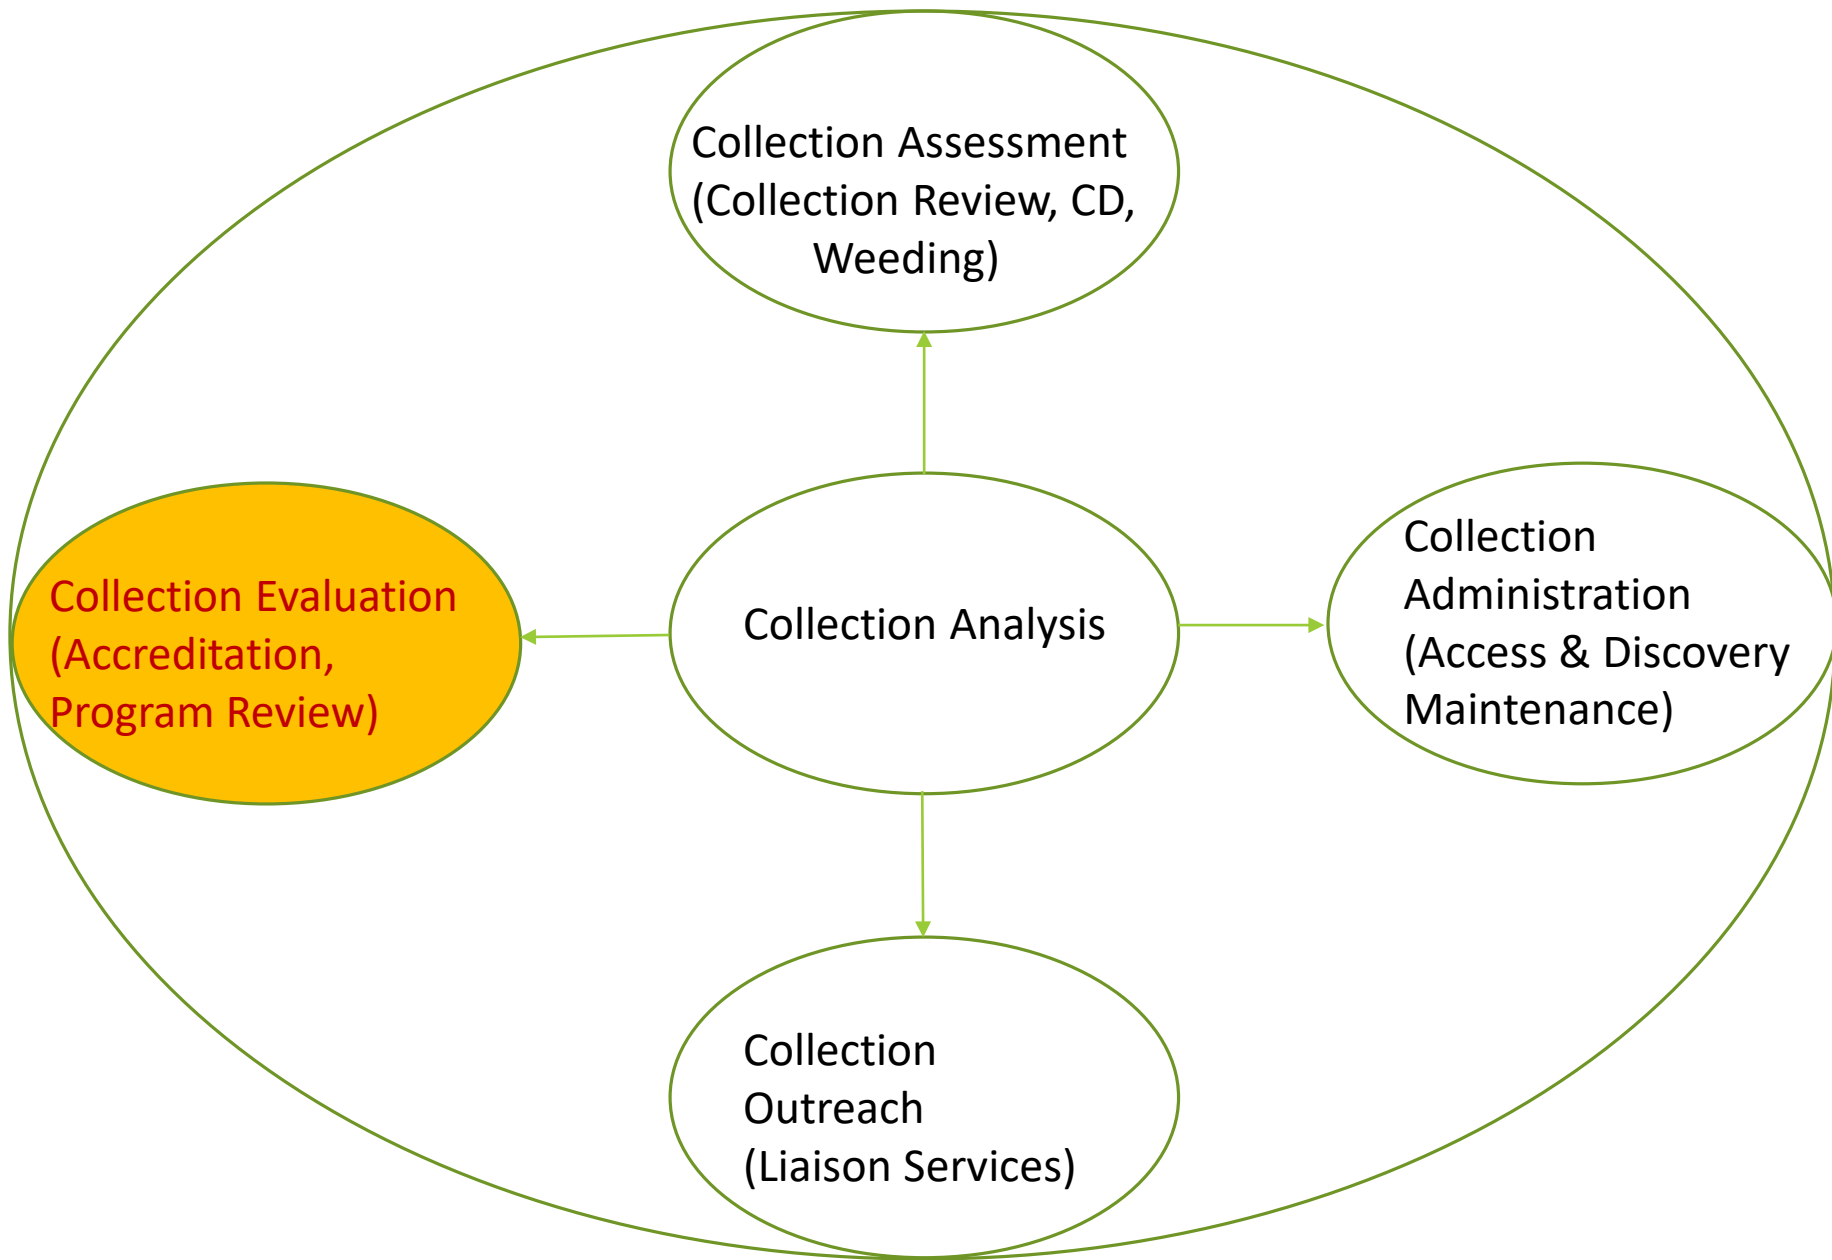 Collection Assessment
(Collection Review, CD,
Weeding)
Collection Evaluation
(Accreditation,
Program Review)
Collection Analysis
Collection
Administration
(Access & Discovery
Maintenance)
Collection
Outreach
(Liaison Services)